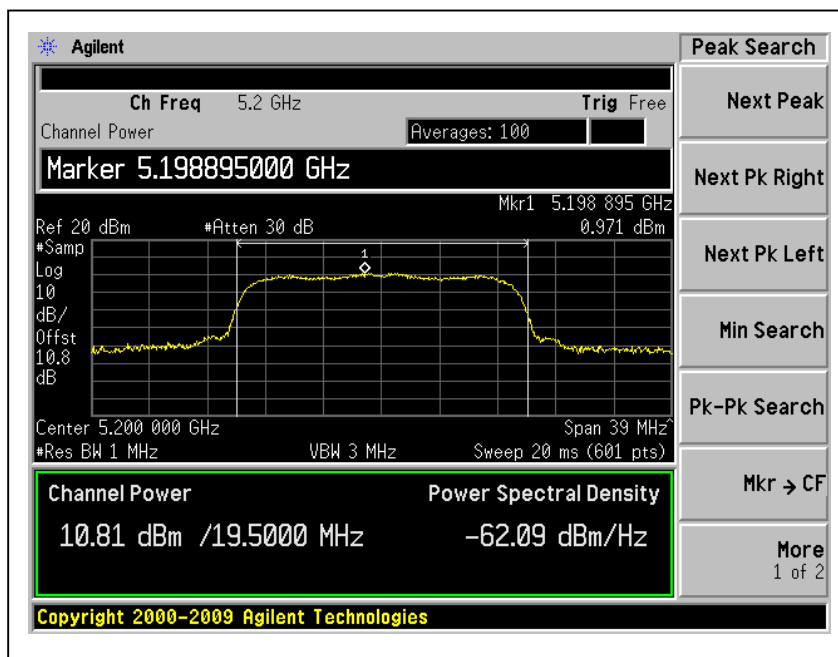 Agilent
Peak Search
Ch Freq 5.2 GHz Trig Free
Channel Power Averages: 100
Marker 5.198895000 GHz
Mkr1 5.198 895 GHz
Ref 20 dBm #Atten 30 dB 0.971 dBm
#Samp
Log
10
dB/
Offst
10.8
dB
1
Center 5.200 000 GHz Span 39 MHz^
#Res BW 1 MHz VBW 3 MHz Sweep 20 ms (601 pts)
Channel Power Power Spectral Density
10.81 dBm /19.5000 MHz -62.09 dBm/Hz
Copyright 2000-2009 Agilent Technologies
Next Peak
Next Pk Right
Next Pk Left
Min Search
Pk-Pk Search
Mkr → CF
More
1 of 2